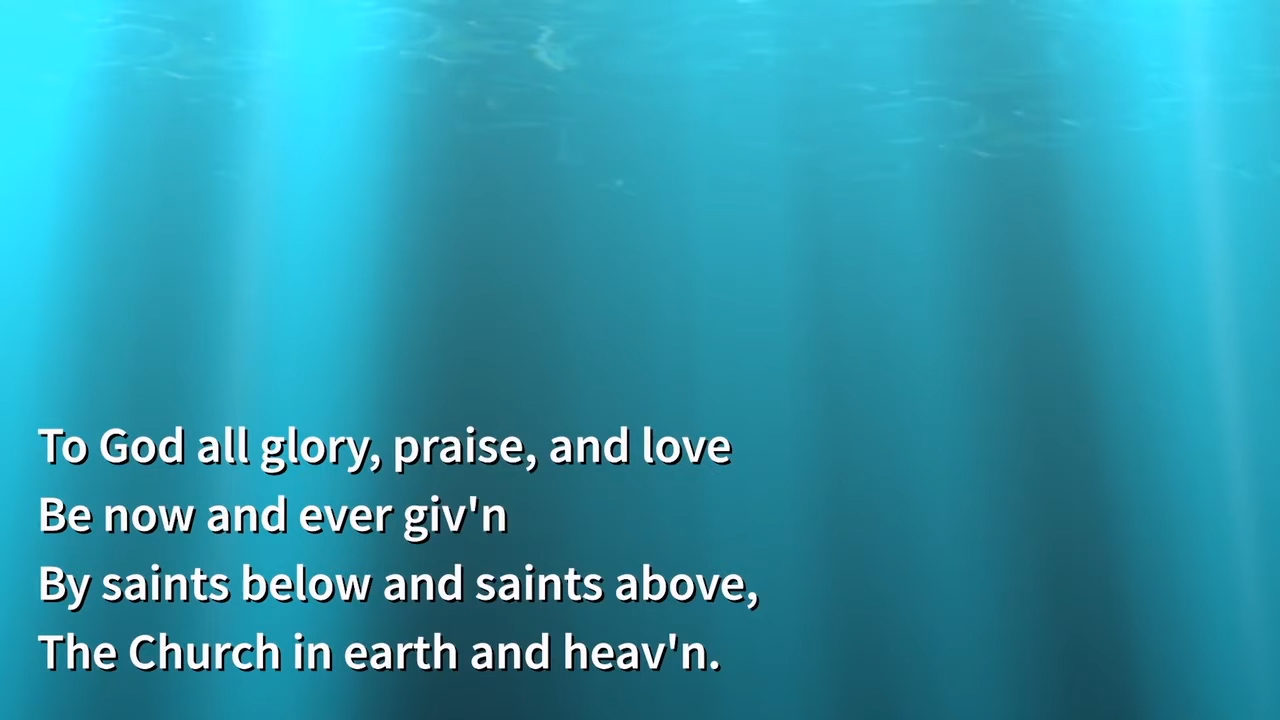 To God all glory, praise, and love
Be now and ever giv'n
By saints below and saints above,
The Church in earth and heav'n.